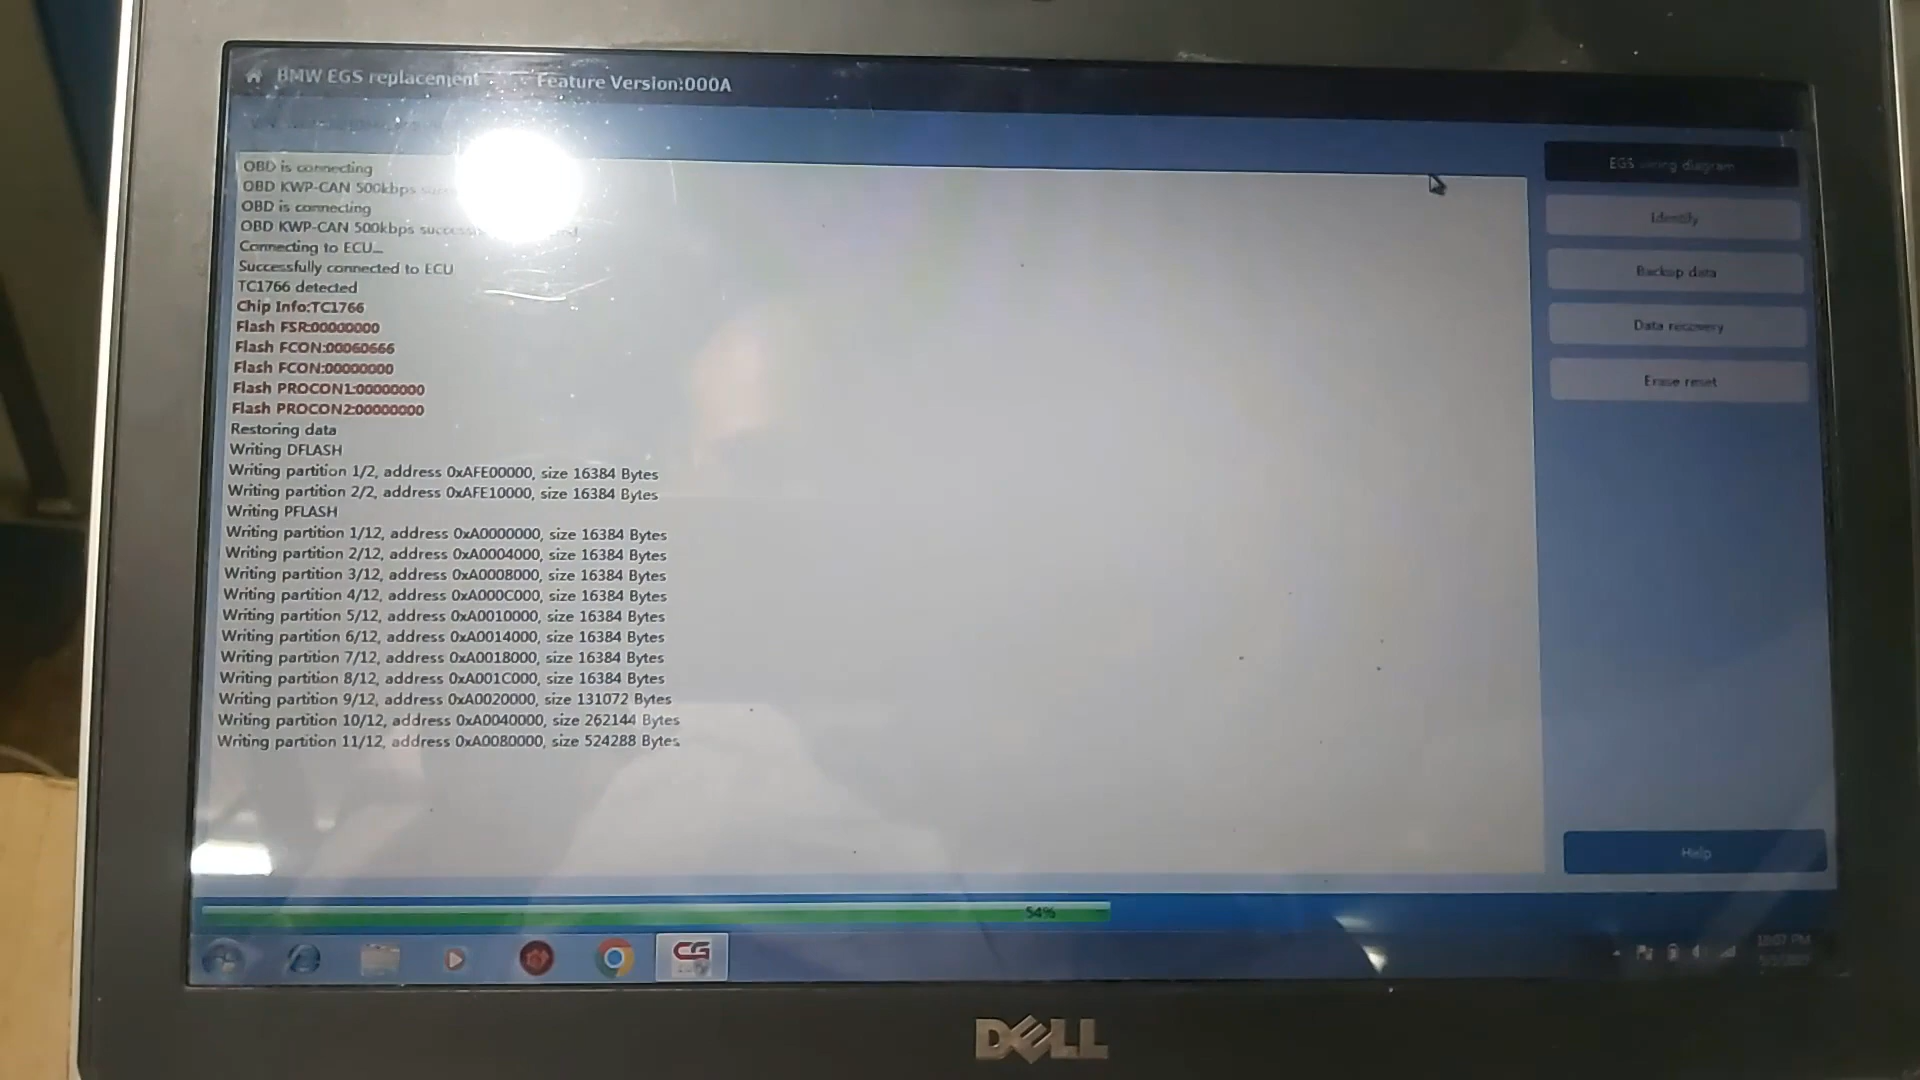 BMW EGS replacement Feature Version:000A
OBD is connecting
OBD KWP-CAN 500kbps
OBD is connecting
OBD KWP-CAN 500kbps
Connecting to ECU...
Successfully connected to ECU
TC1766 detected
Chip Info:TC1766
Flash FSR:00000000
Flash FCON:00060666
Flash FCON:00000000
Flash PROCON1:00000000
Flash PROCON2:00000000
Restoring data
Writing DFLASH
Writing partition 1/2, address 0xAFE00000, size 16384 Bytes
Writing partition 2/2, address 0xAFE10000, size 16384 Bytes
Writing PFLASH
Writing partition 1/12, address 0xA0000000, size 16384 Bytes
Writing partition 2/12, address 0xA0004000, size 16384 Bytes
Writing partition 3/12, address 0xA0008000, size 16384 Bytes
Writing partition 4/12, address 0xA000C000, size 16384 Bytes
Writing partition 5/12, address 0xA0010000, size 16384 Bytes
Writing partition 6/12, address 0xA0014000, size 16384 Bytes
Writing partition 7/12, address 0xA0018000, size 16384 Bytes
Writing partition 8/12, address 0xA001C000, size 16384 Bytes
Writing partition 9/12, address 0xA0020000, size 131072 Bytes
Writing partition 10/12, address 0xA0040000, size 262144 Bytes
Writing partition 11/12, address 0xA0080000, size 524288 Bytes
EGS wiring diagram
Identify
Backup data
Data recovery
Erase reset
Help
54%
CG
10:07 PM
DELL